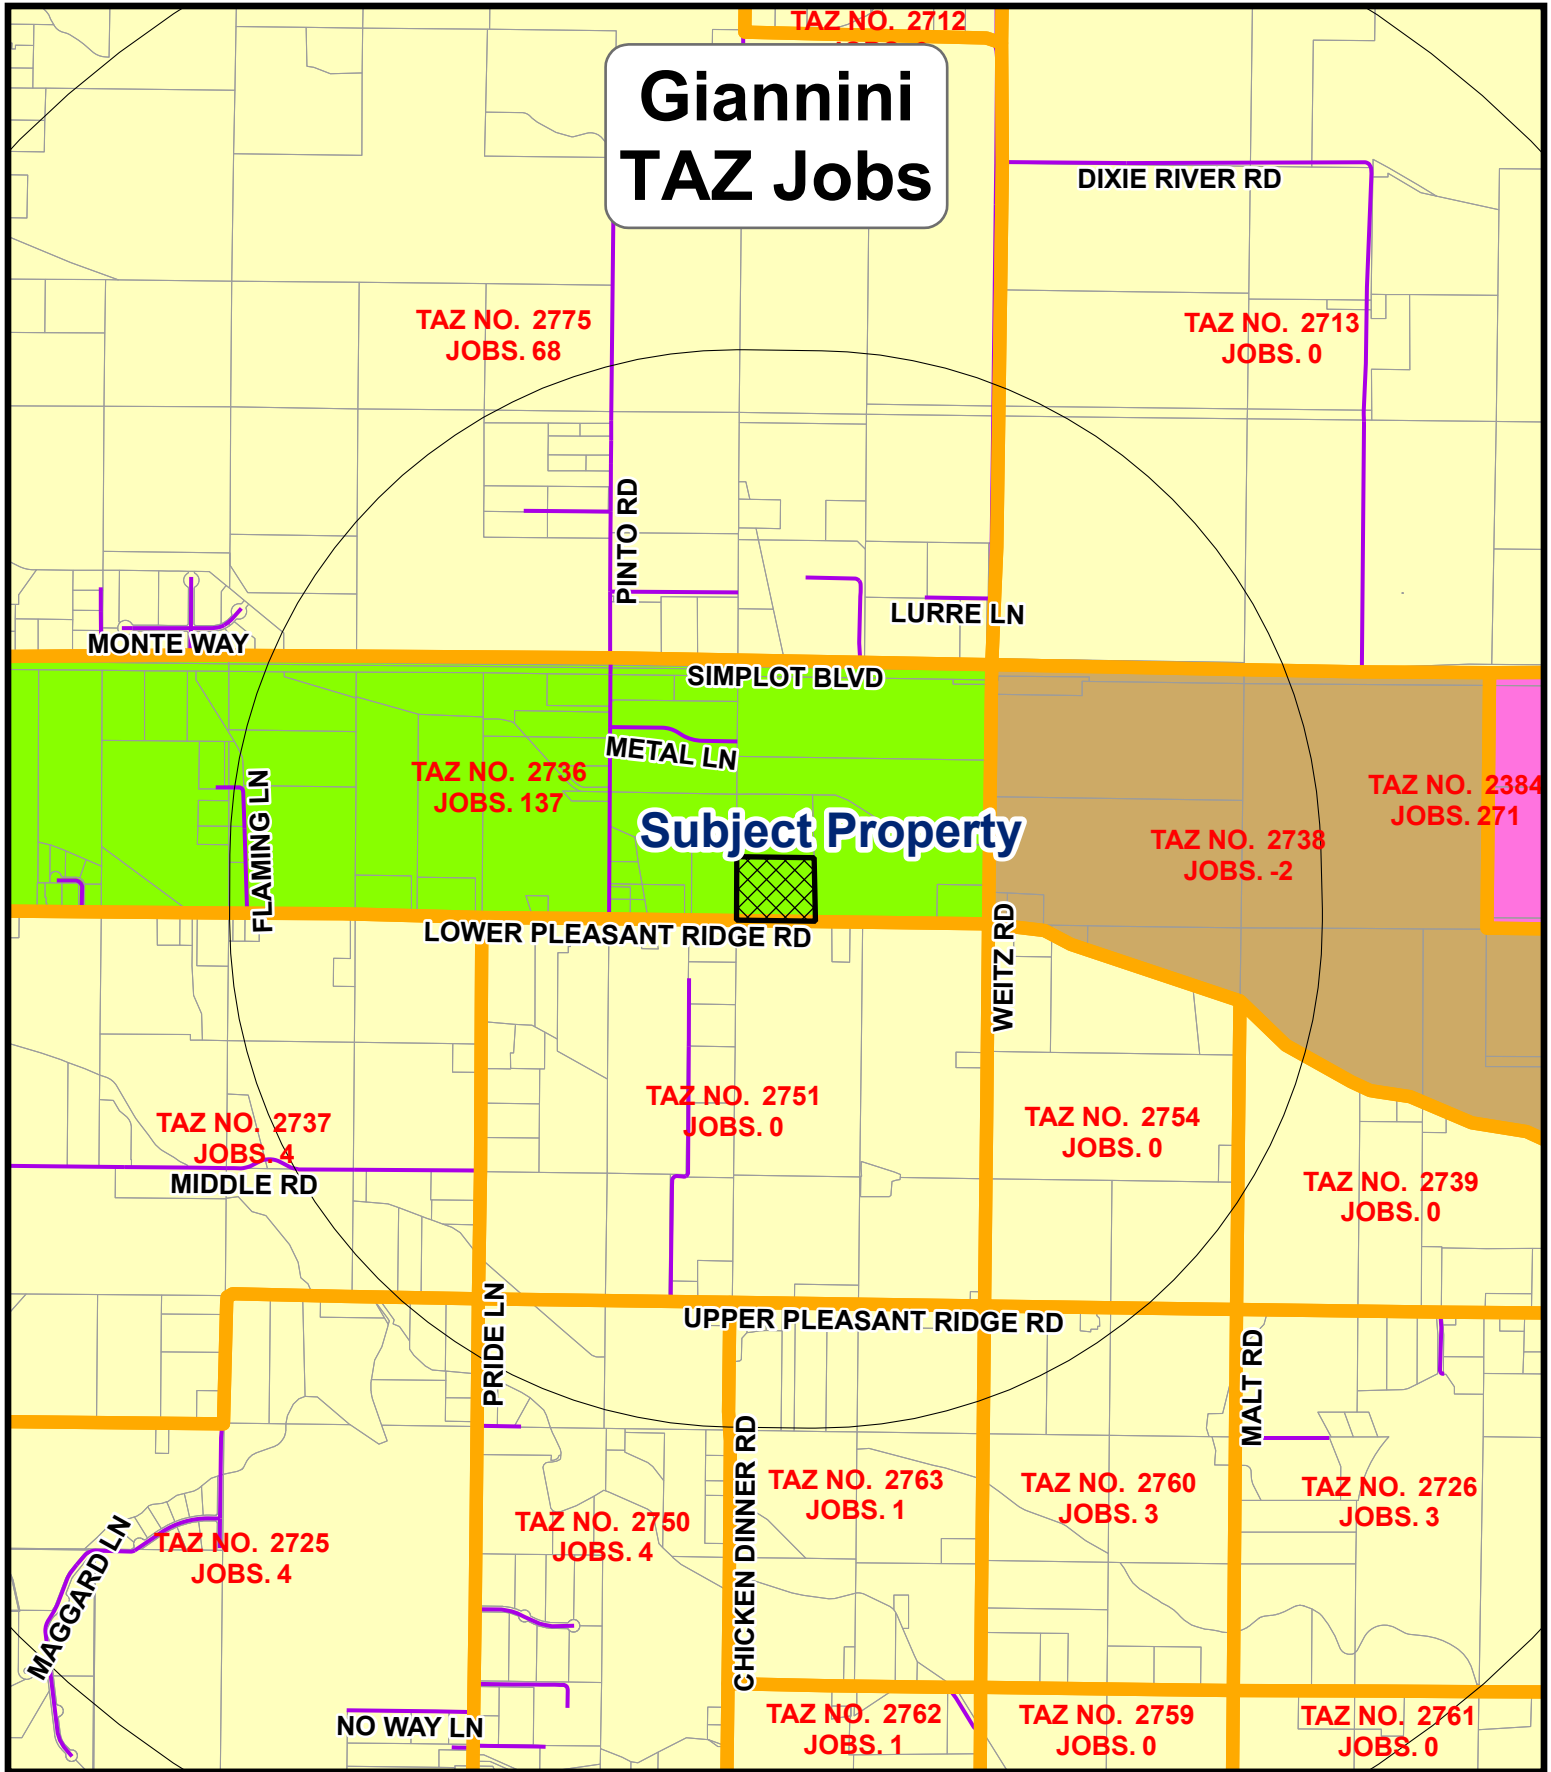 TAZ NO. 2712
Giannini
TAZ Jobs
DIXIE RIVER RD
TAZ NO. 2775
JOBS. 68
TAZ NO. 2713
JOBS. 0
PINTO RD
LURRE LN
MONTE WAY
SIMPLOT BLVD
METAL LN
TAZ NO. 2736
JOBS. 137
TAZ NO. 2384
JOBS. 271
FLAMING LN
Subject Property
TAZ NO. 2738
JOBS. -2
LOWER PLEASANT RIDGE RD
WEITZ RD
TAZ NO. 2751
JOBS. 0
TAZ NO. 2737
JOBS. 4
TAZ NO. 2754
JOBS. 0
MIDDLE RD
TAZ NO. 2739
JOBS. 0
PRIDE LN
UPPER PLEASANT RIDGE RD
MALT RD
CHICKEN DINNER RD
TAZ NO. 2763
JOBS. 1
TAZ NO. 2760
JOBS. 3
TAZ NO. 2726
JOBS. 3
TAZ NO. 2750
JOBS. 4
TAZ NO. 2725
JOBS. 4
MAGGARD LN
NO WAY LN
TAZ NO. 2762
JOBS. 1
TAZ NO. 2759
JOBS. 0
TAZ NO. 2761
JOBS. 0